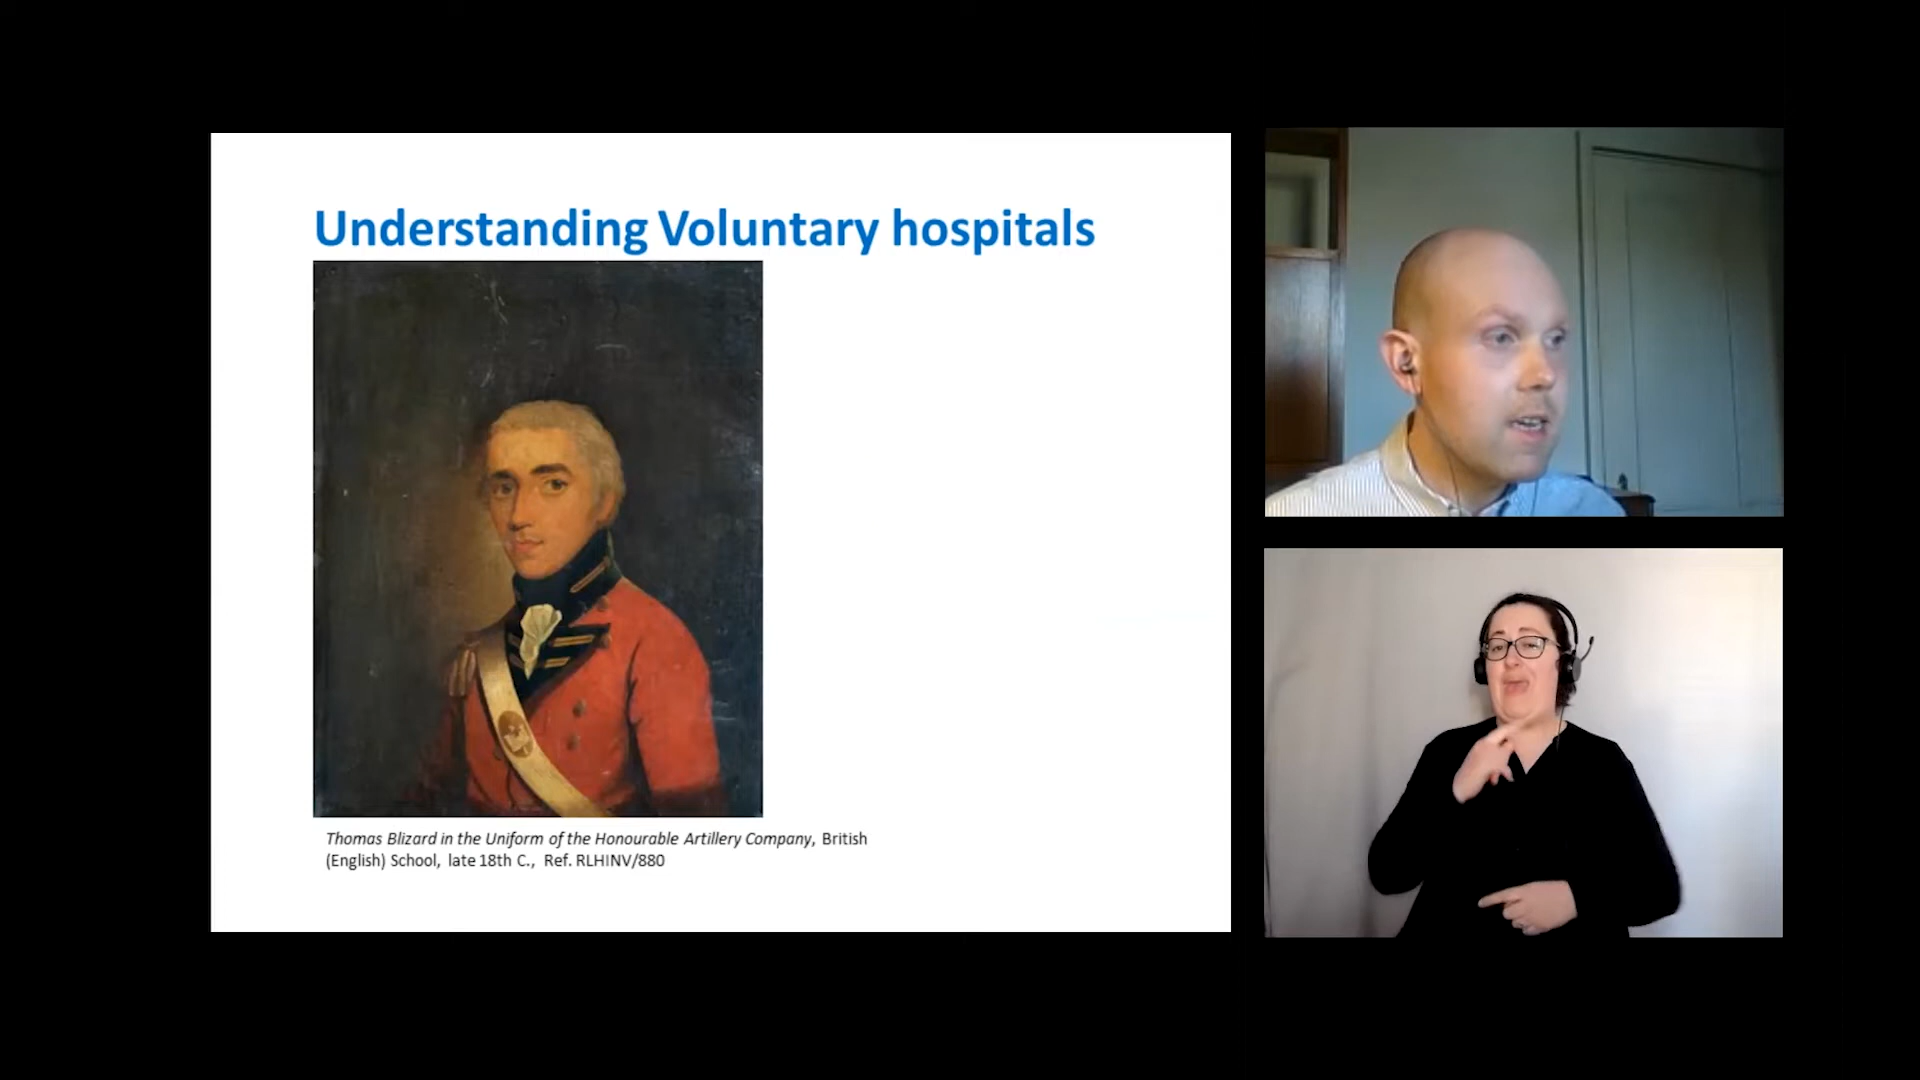 Understanding Voluntary hospitals
Thomas Blizard in the Uniform of the Honourable Artillery Company, British
(English) School, late 18th C., Ref. RLHINV/880